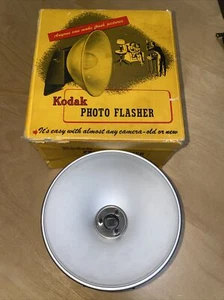 Anyone can make flash pictures
Kodak
PHOTO FLASHER
It's easy with almost any camera-old or new